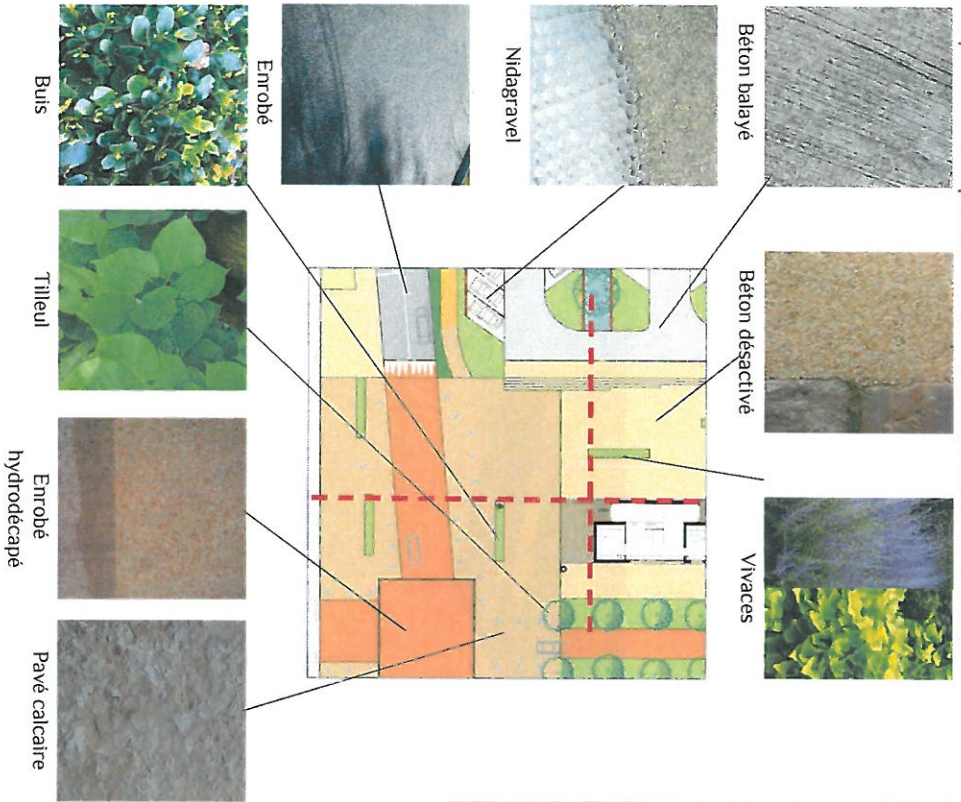 Béton balayé
Béton désactivé
Vivaces
Nidagravel
Enrobé
Buis
Tilleul
Enrobé
hydrodécapé
Pavé calcaire